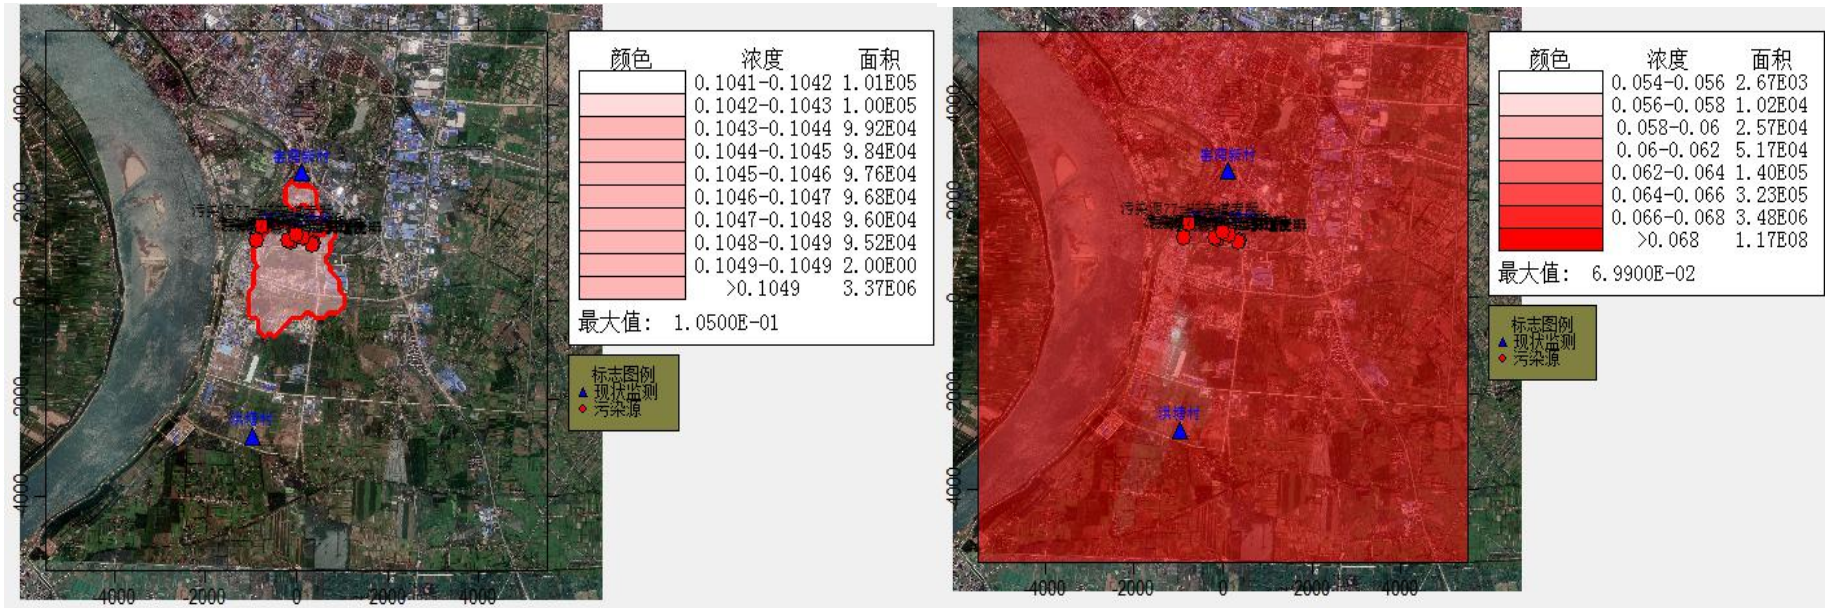 颜色 浓度 面积
0.1041-0.1042 1.01E05
0.1042-0.1043 1.00E05
0.1043-0.1044 9.92E04
0.1044-0.1045 9.84E04
0.1045-0.1046 9.76E04
0.1046-0.1047 9.68E04
0.1047-0.1048 9.60E04
0.1048-0.1049 9.52E04
0.1049-0.1049 2.00E00
>0.1049 3.37E06
最大值: 1.0500E-01
标志图例
现状监测
污染源
4000
2000
0
2000
4000
-4000 -2000 0 2000 4000
颜色 浓度 面积
0.054-0.056 2.67E03
0.056-0.058 1.02E04
0.058-0.06 2.57E04
0.06-0.062 5.17E04
0.062-0.064 1.40E05
0.064-0.066 3.23E05
0.066-0.068 3.48E06
>0.068 1.17E08
最大值: 6.9900E-02
标志图例
现状监测
污染源
4000
2000
0
2000
4000
-4000 -2000 0 2000 4000